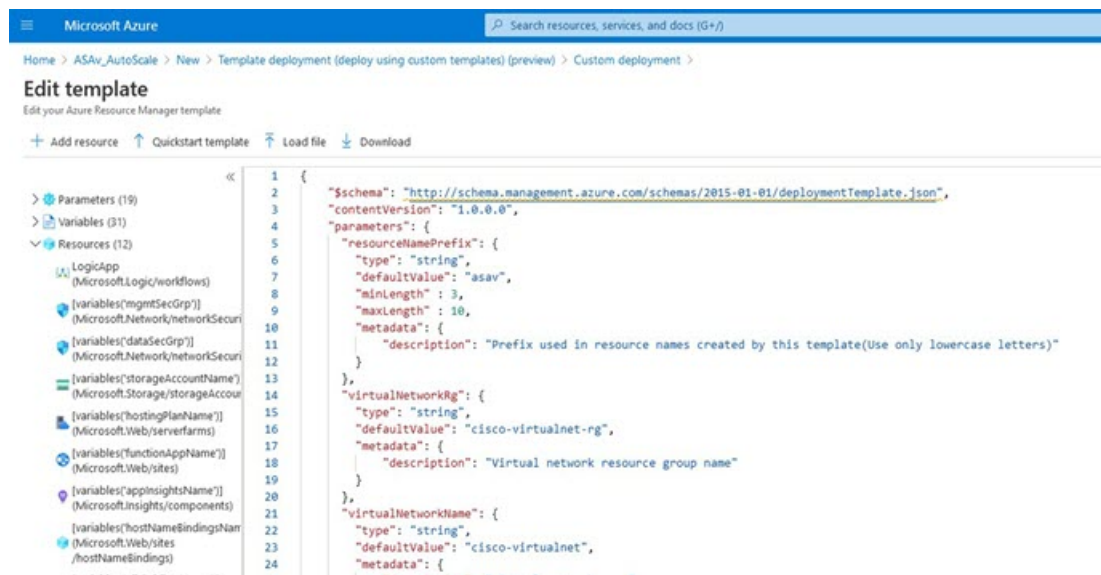 Microsoft Azure
Search resources, services, and docs (G+/)
Home > ASAv_AutoScale > New > Template deployment (deploy using custom templates) (preview) > Custom deployment >
Edit template
Edit your Azure Resource Manager template
Add resource Quickstart template Load file Download
«
Parameters (19)
Variables (31)
Resources (12)
LogicApp
(Microsoft.Logic/workflows)
[variables('mgmtSecGrp')]
(Microsoft.Network/networkSecuri
[variables('dataSecGrp')]
(Microsoft.Network/networkSecuri
[variables('storageAccountName')
(Microsoft.Storage/storageAccour
[variables('hostingPlanName')]
(Microsoft.Web/serverfarms)
[variables('functionAppName')]
(Microsoft.Web/sites)
[variables('appInsightsName')]
(Microsoft.Insights/components)
[variables('hostNameBindingsNam
(Microsoft.Web/sites
/hostNameBindings)
1 {
2 "$schema": "http://schema.management.azure.com/schemas/2015-01-01/deploymentTemplate.json",
3 "contentVersion": "1.0.0.0",
4 "parameters": {
5 "resourceNamePrefix": {
6 "type": "string",
7 "defaultValue": "asav",
8 "minLength" : 3,
9 "maxLength" : 10,
10 "metadata": {
11 "description": "Prefix used in resource names created by this template(Use only lowercase letters)"
12 }
13 },
14 "virtualNetworkRg": {
15 "type": "string",
16 "defaultValue": "cisco-virtualnet-rg",
17 "metadata": {
18 "description": "Virtual network resource group name"
19 }
20 },
21 "virtualNetworkName": {
22 "type": "string",
23 "defaultValue": "cisco-virtualnet",
24 "metadata": {